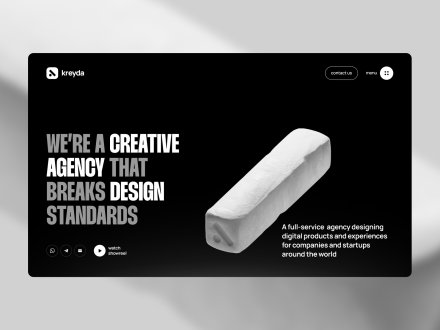 kreyda
contact us
menu
WE'RE A CREATIVE
AGENCY THAT
BREAKS DESIGN
STANDARDS
watch
showreel
A full-service agency designing
digital products and experiences
for companies and startups
around the world